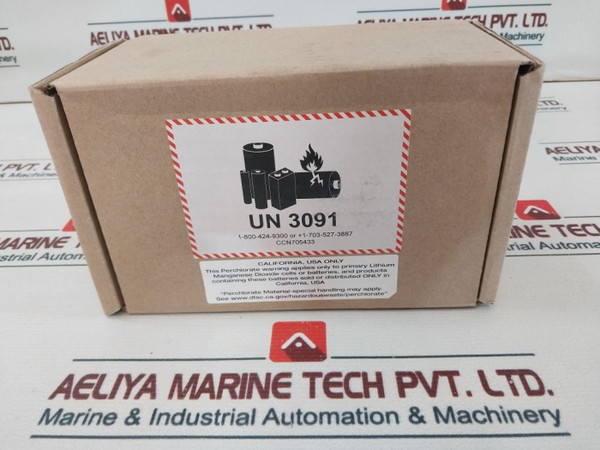 AELIYA MARINE TECH PVT. LTD.
Automation & Machinery
UN 3091
1-800-424-9300 or +1-703-527-3887
CCN705433
CALIFORNIA, USA ONLY
This Perchlorate warning applies only to primary Lithium
Manganese Dioxide cells or batteries, and products
containing these batteries sold or distributed ONLY in
California, USA
"Perchlorate Material-special handling may apply.
See www.dtsc.ca.gov/hazardouswaste/perchlorate"
AELIYA MARINE TECH PVT. LTD.
Marine & Industrial Automation & Machinery